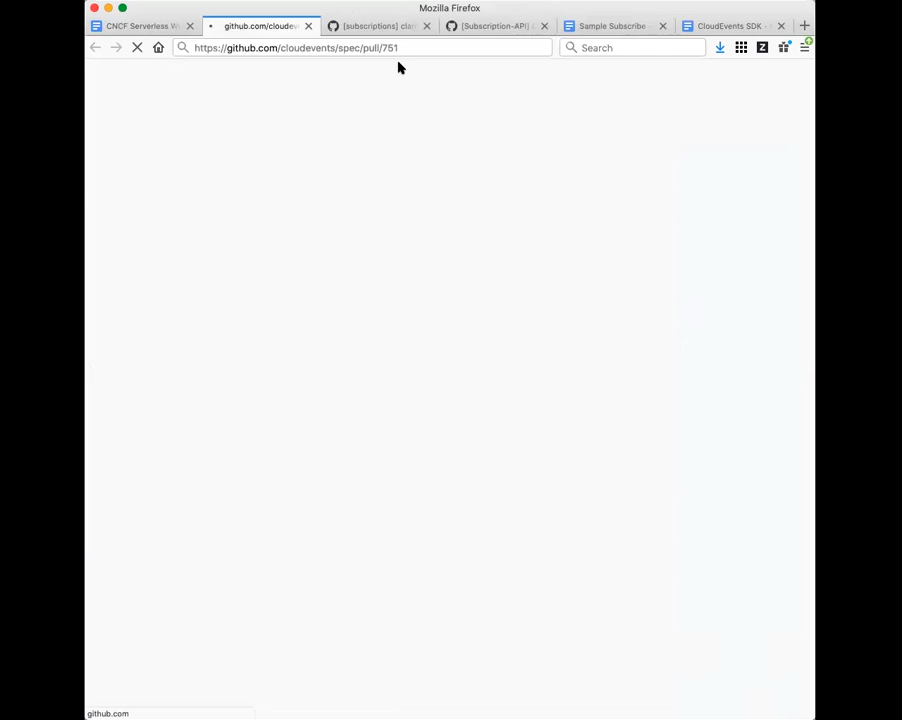 Mozilla Firefox
CNCF Serverless W
github.com/cloudev
[subscriptions] clar
[Subscription-API]
Sample Subscribe
CloudEvents SDK -
https://github.com/cloudevents/spec/pull/751
Search
Z
github.com